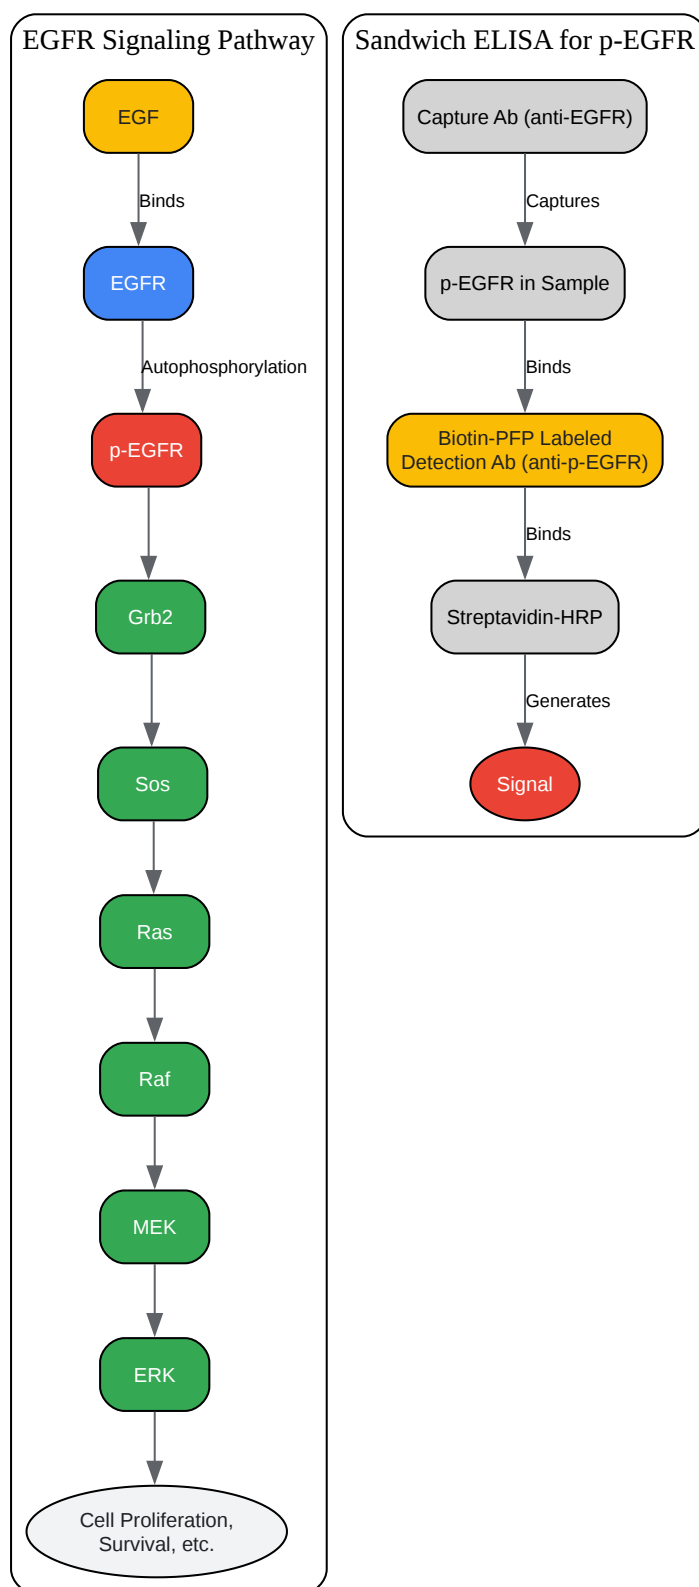 EGFR Signaling Pathway
EGF
Binds
EGFR
Autophosphorylation
p-EGFR
Grb2
Sos
Ras
Raf
MEK
ERK
Cell Proliferation,
Survival, etc.
Sandwich ELISA for p-EGFR
Capture Ab (anti-EGFR)
Captures
p-EGFR in Sample
Binds
Biotin-PFP Labeled
Detection Ab (anti-p-EGFR)
Binds
Streptavidin-HRP
Generates
Signal